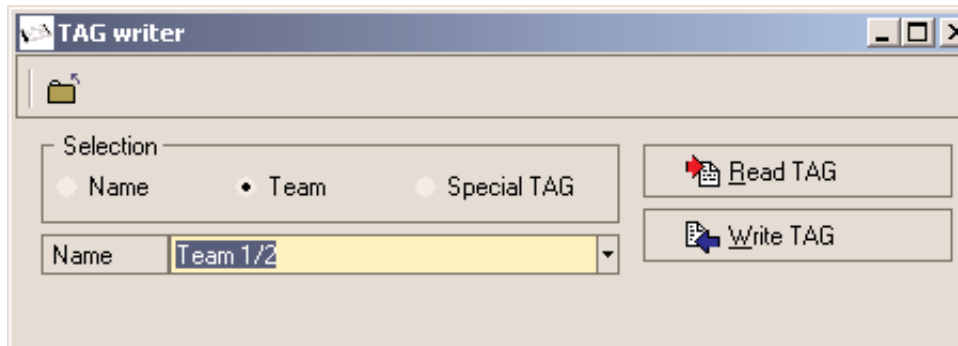 TAG writer
Selection
Name Team Special TAG
Name Team 1/2
Read TAG
Write TAG